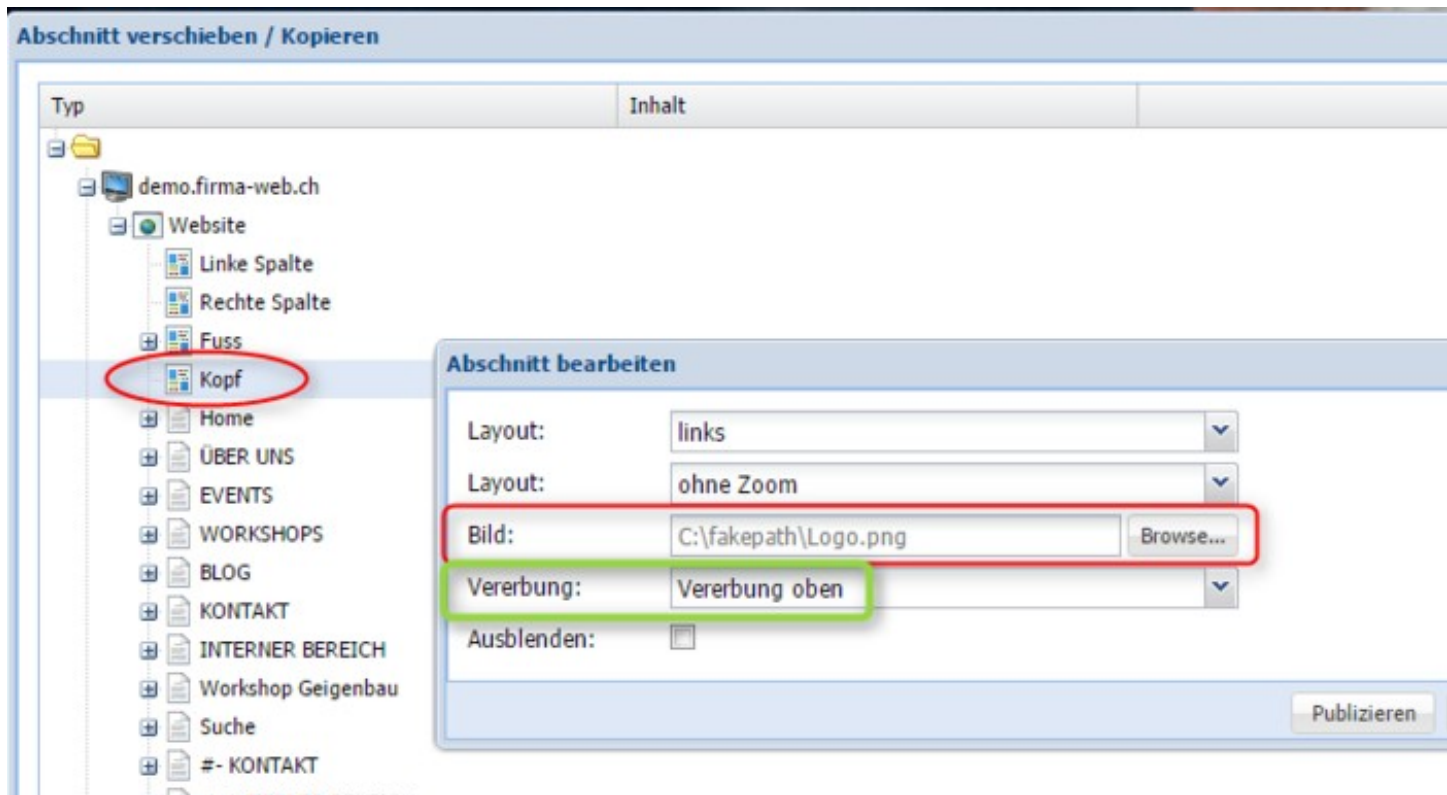 Abschnitt verschieben / Kopieren
Typ Inhalt
demo.firma-web.ch
Website
Linke Spalte
Rechte Spalte
Fuss
Kopf
Home
ÜBER UNS
EVENTS
WORKSHOPS
BLOG
KONTAKT
INTERNER BEREICH
Workshop Geigenbau
Suche
#- KONTAKT
Abschnitt bearbeiten
Layout: links
Layout: ohne Zoom
Bild: C:\fakepath\Logo.png Browse...
Vererbung: Vererbung oben
Ausblenden:
Publizieren